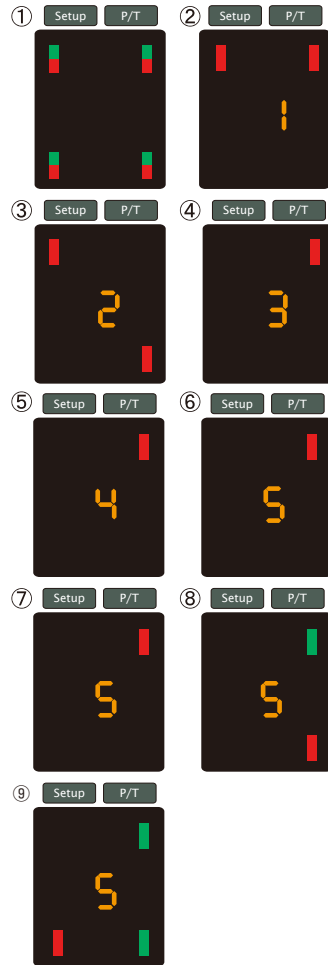 ① Setup P/T
② Setup P/T
1
③ Setup P/T
2
④ Setup P/T
3
⑤ Setup P/T
4
⑥ Setup P/T
5
⑦ Setup P/T
5
⑧ Setup P/T
5
⑨ Setup P/T
5